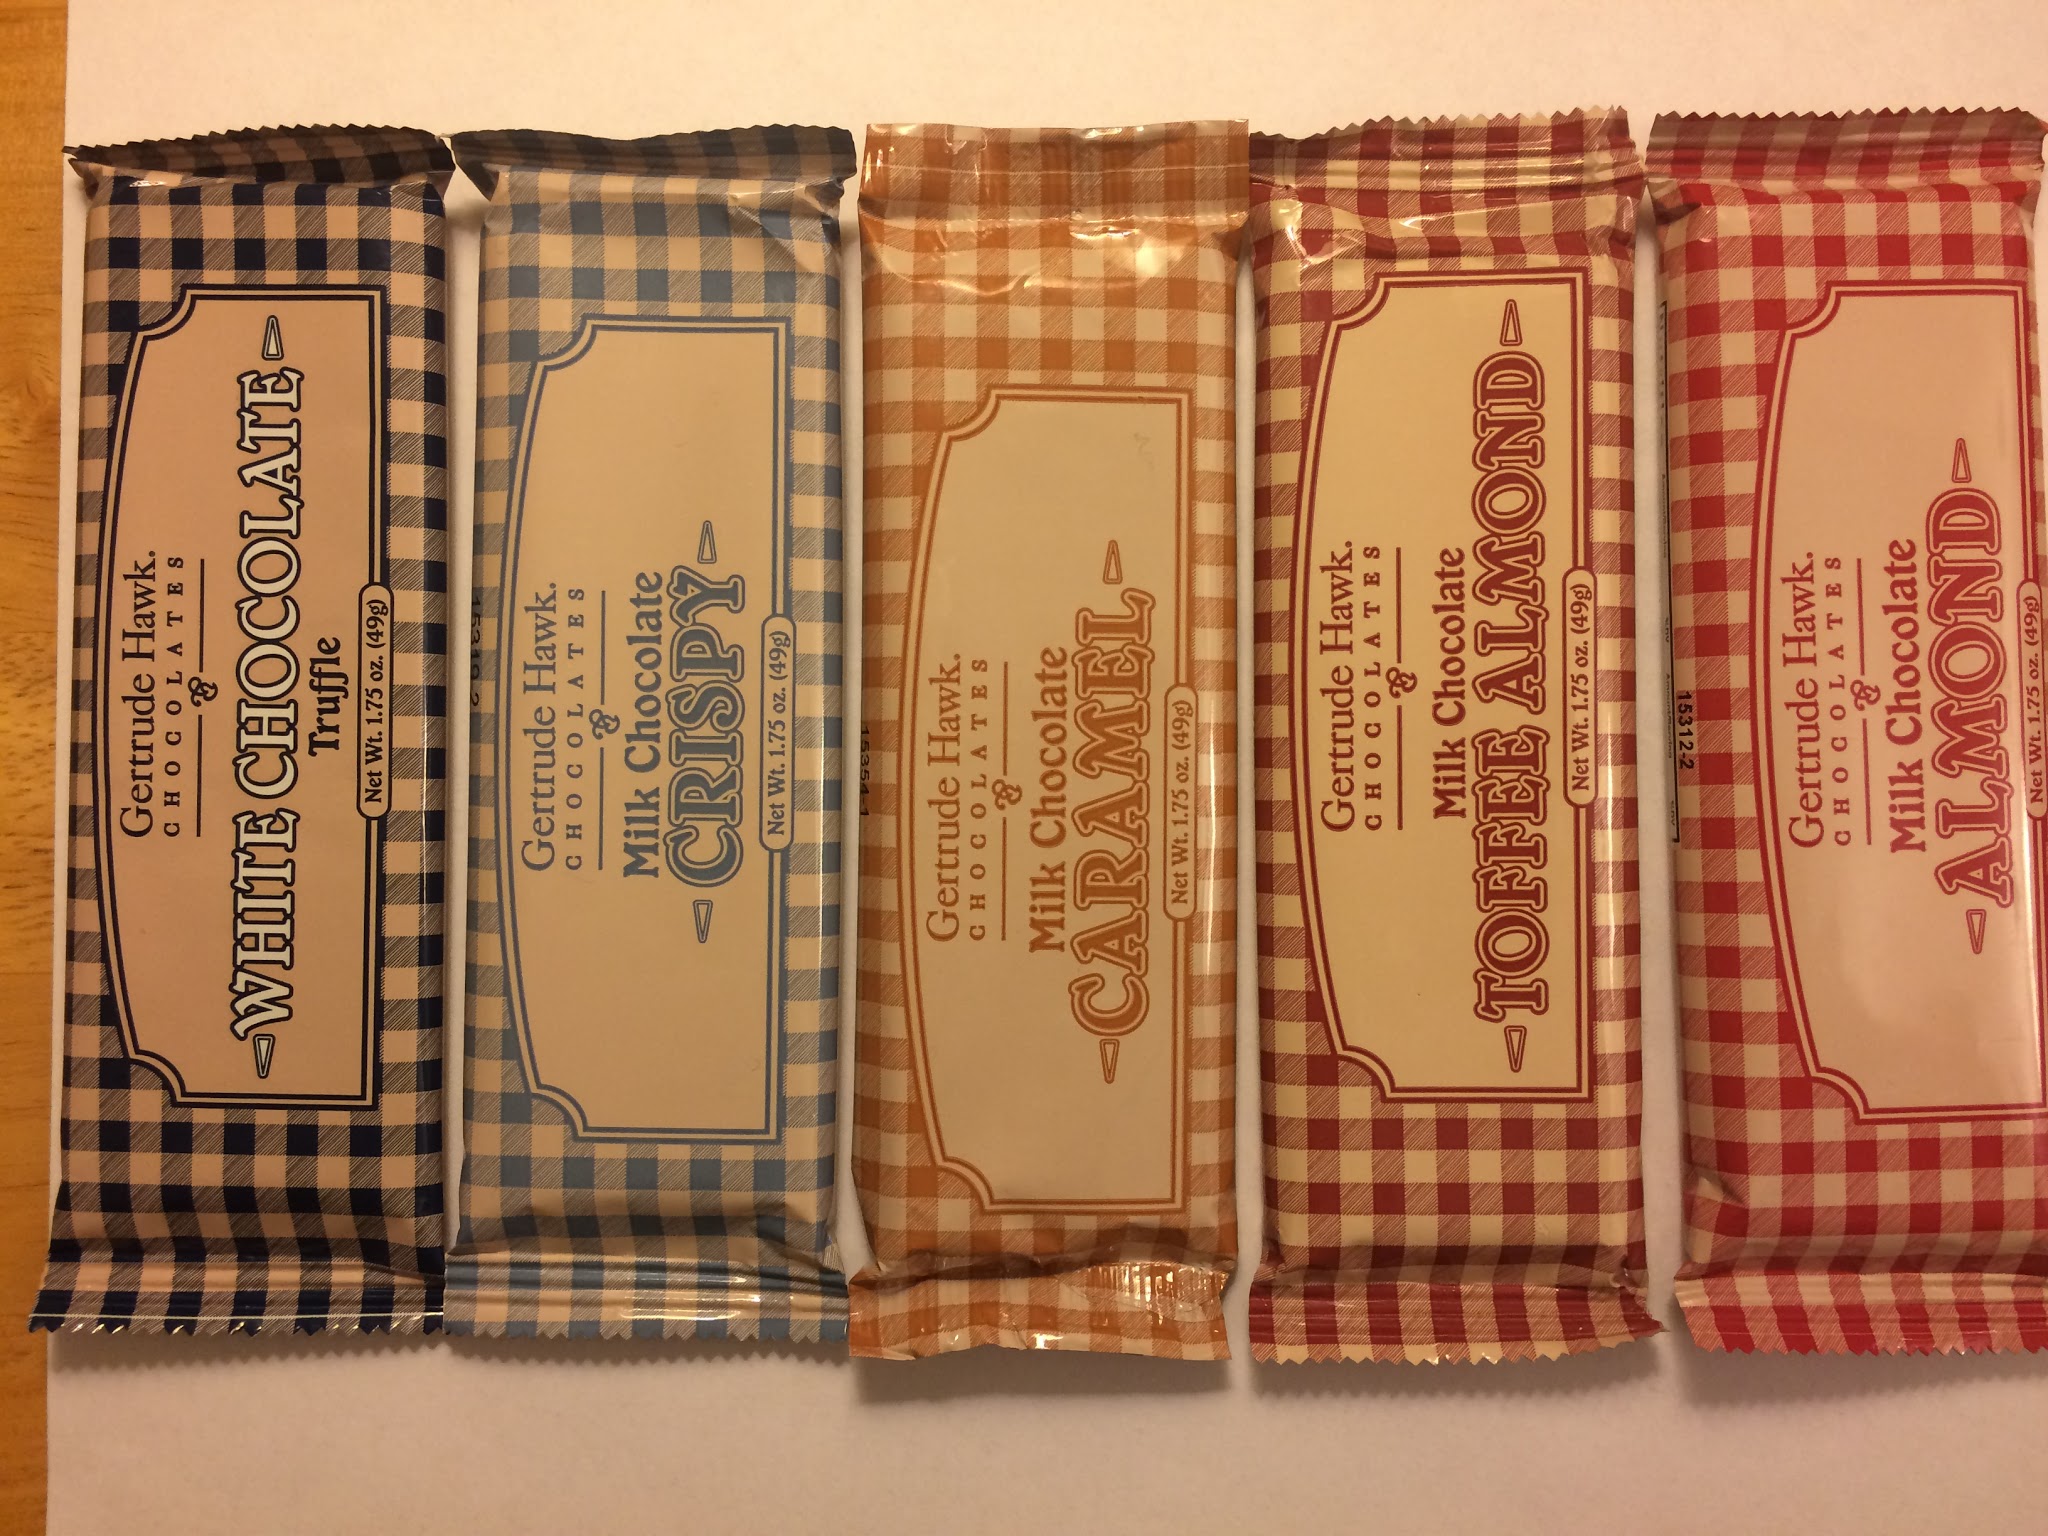 Gertrude Hawk.
CHOCOLATES
WHITE CHOCOLATE
Truffle
Net Wt. 1.75 oz. (49g)
Gertrude Hawk.
CHOCOLATES
Milk Chocolate
CRISPY
Net Wt. 1.75 oz. (49g)
Gertrude Hawk.
CHOCOLATES
Milk Chocolate
CARAMEL
Net Wt. 1.75 oz. (49g)
Gertrude Hawk.
CHOCOLATES
Milk Chocolate
TOFFEE ALMOND
Net Wt. 1.75 oz. (49g)
15312-2
Gertrude Hawk.
CHOCOLATES
Milk Chocolate
ALMOND
Net Wt. 1.75 oz. (49g)